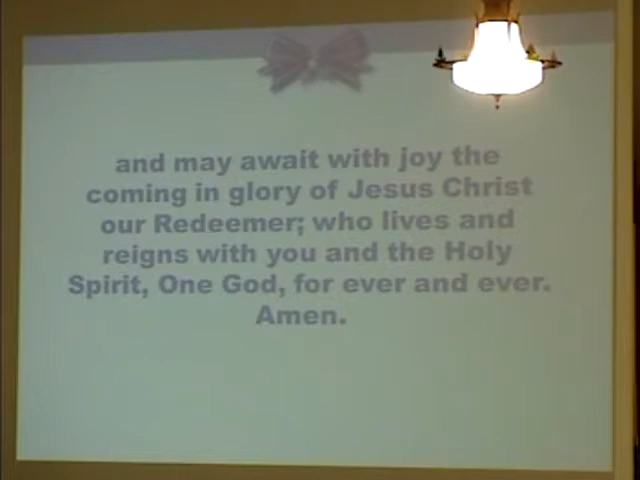 and may await with joy the
coming in glory of Jesus Christ
our Redeemer; who lives and
reigns with you and the Holy
Spirit, One God, for ever and ever.
Amen.